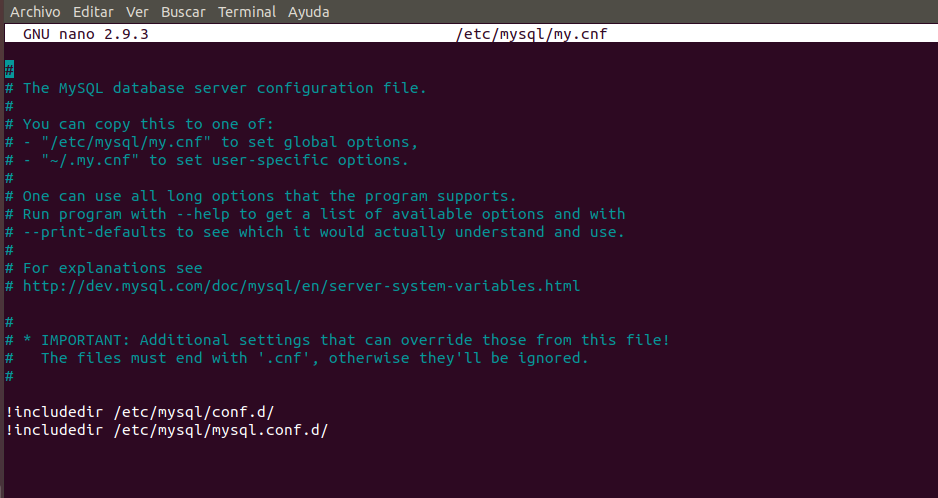 Archivo Editar Ver Buscar Terminal Ayuda
GNU nano 2.9.3 /etc/mysql/my.cnf
#
# The MySQL database server configuration file.
#
# You can copy this to one of:
# - "/etc/mysql/my.cnf" to set global options,
# - "~/.my.cnf" to set user-specific options.
#
# One can use all long options that the program supports.
# Run program with --help to get a list of available options and with
# --print-defaults to see which it would actually understand and use.
#
# For explanations see
# http://dev.mysql.com/doc/mysql/en/server-system-variables.html
#
# * IMPORTANT: Additional settings that can override those from this file!
#   The files must end with '.cnf', otherwise they'll be ignored.
#
!includedir /etc/mysql/conf.d/
!includedir /etc/mysql/mysql.conf.d/